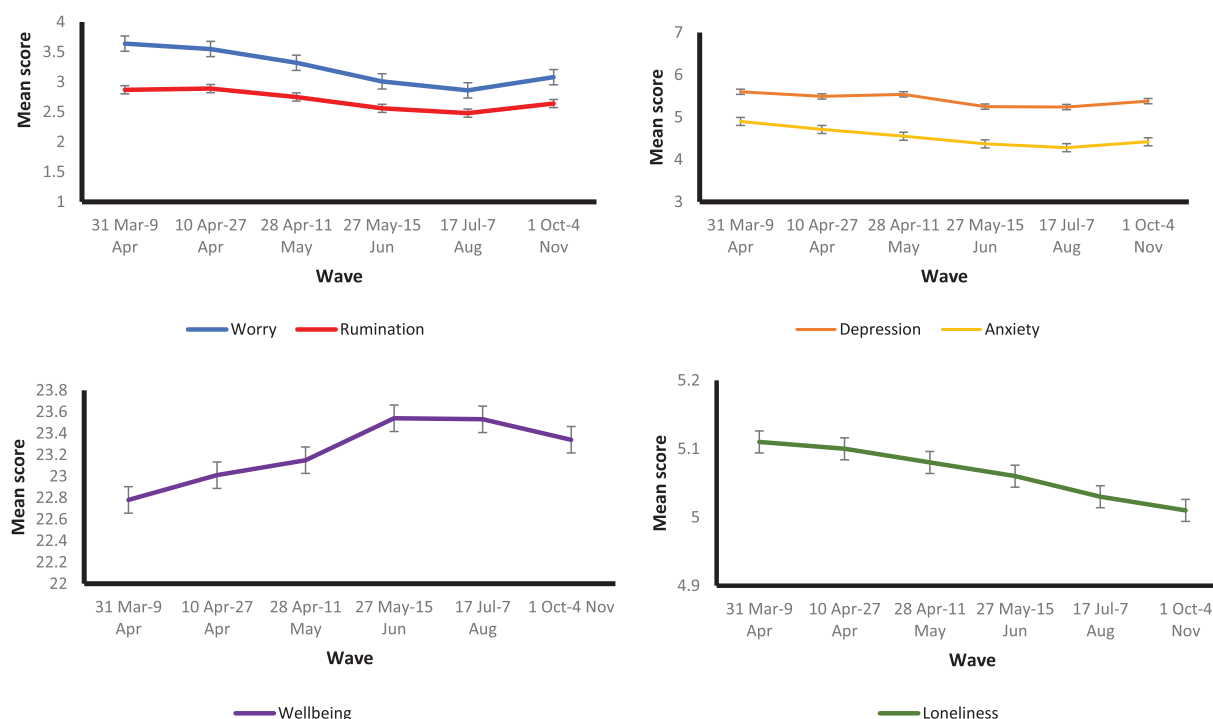 Mean score
4
3.5
3
2.5
2
1.5
1
31 Mar-9 10 Apr-27 28 Apr-11 27 May-15 17 Jul-7 1 Oct-4
Apr Apr May Jun Aug Nov
Wave
Worry Rumination
Mean score
7
6
5
4
3
31 Mar-9 10 Apr-27 28 Apr-11 27 May-15 17 Jul-7 1 Oct-4
Apr Apr May Jun Aug Nov
Wave
Depression Anxiety
Mean score
23.8
23.6
23.4
23.2
23
22.8
22.6
22.4
22.2
22
31 Mar-9 10 Apr-27 28 Apr-11 27 May-15 17 Jul-7 1 Oct-4 Nov
Apr Apr May Jun Aug
Wave
Wellbeing
Mean score
5.2
5.1
5
4.9
31 Mar-9 10 Apr-27 28 Apr-11 27 May-15 17 Jul-7 1 Oct-4
Apr Apr May Jun Aug Nov
Wave
Loneliness